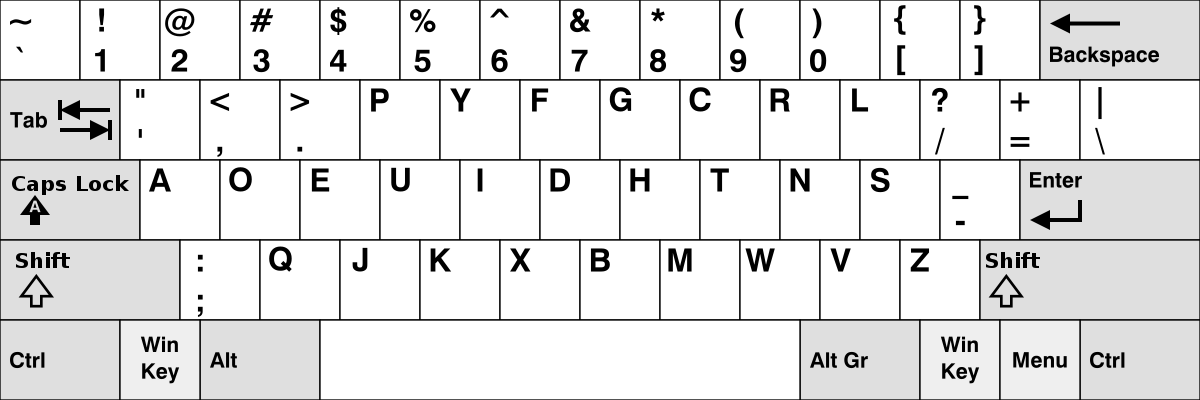 ~ ! @ # $ % ^ & * ( ) { }
` 1 2 3 4 5 6 7 8 9 0 [ ] Backspace
Tab " < > P Y F G C R L ? + |
' , . / = \
Caps Lock A O E U I D H T N S _ Enter
A -
Shift : Q J K X B M W V Z Shift
;
Ctrl Win Key Alt Alt Gr Win Key Menu Ctrl